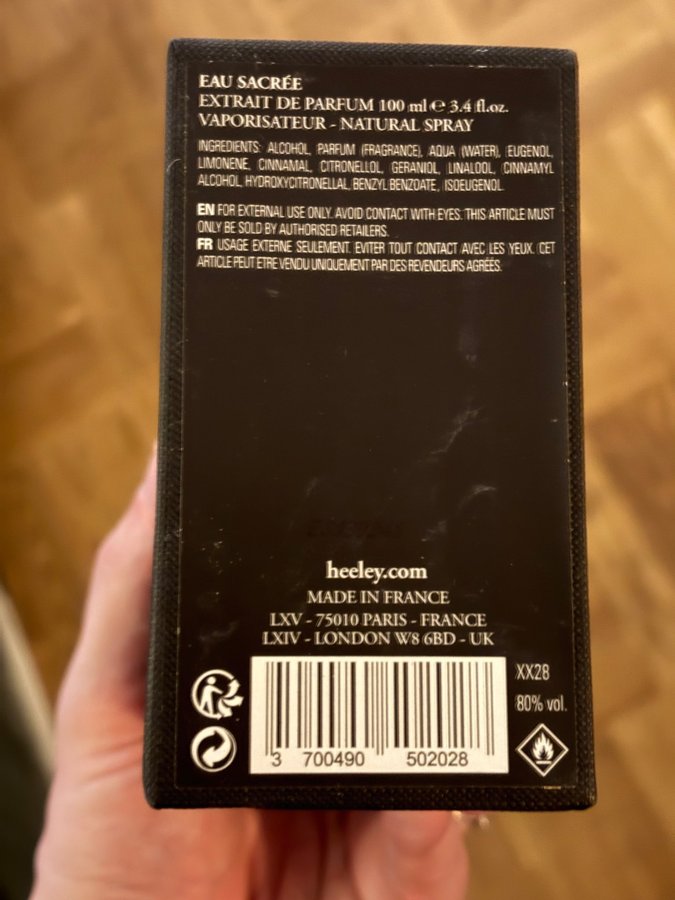 EAU SACRÉE
EXTRAIT DE PARFUM 100 ml ℮ 3.4 fl.oz.
VAPORISATEUR - NATURAL SPRAY
INGREDIENTS: ALCOHOL, PARFUM (FRAGRANCE), AQUA (WATER), EUGENOL,
LIMONENE, CINNAMAL, CITRONELLOL, GERANIOL, LINALOOL, CINNAMYL
ALCOHOL, HYDROXYCITRONELLAL, BENZYL BENZOATE, ISOEUGENOL.
EN FOR EXTERNAL USE ONLY. AVOID CONTACT WITH EYES. THIS ARTICLE MUST
ONLY BE SOLD BY AUTHORISED RETAILERS.
FR USAGE EXTERNE SEULEMENT. EVITER TOUT CONTACT AVEC LES YEUX. CET
ARTICLE PEUT ETRE VENDU UNIQUEMENT PAR DES REVENDEURS AGRÉÉS.
heeley.com
MADE IN FRANCE
LXV - 75010 PARIS - FRANCE
LXIV - LONDON W8 6BD - UK
XX28
80% vol.
3 700490 502028